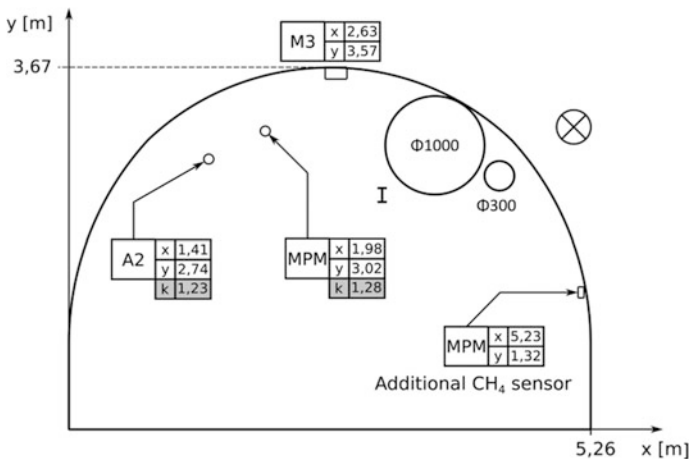 y [m]
M3 x 2,63
y 3,57
3,67
Φ1000
I
Φ300
A2 x 1,41
y 2,74
k 1,23
MPM x 1,98
y 3,02
k 1,28
MPM x 5,23
y 1,32
Additional CH₄ sensor
5,26 x [m]